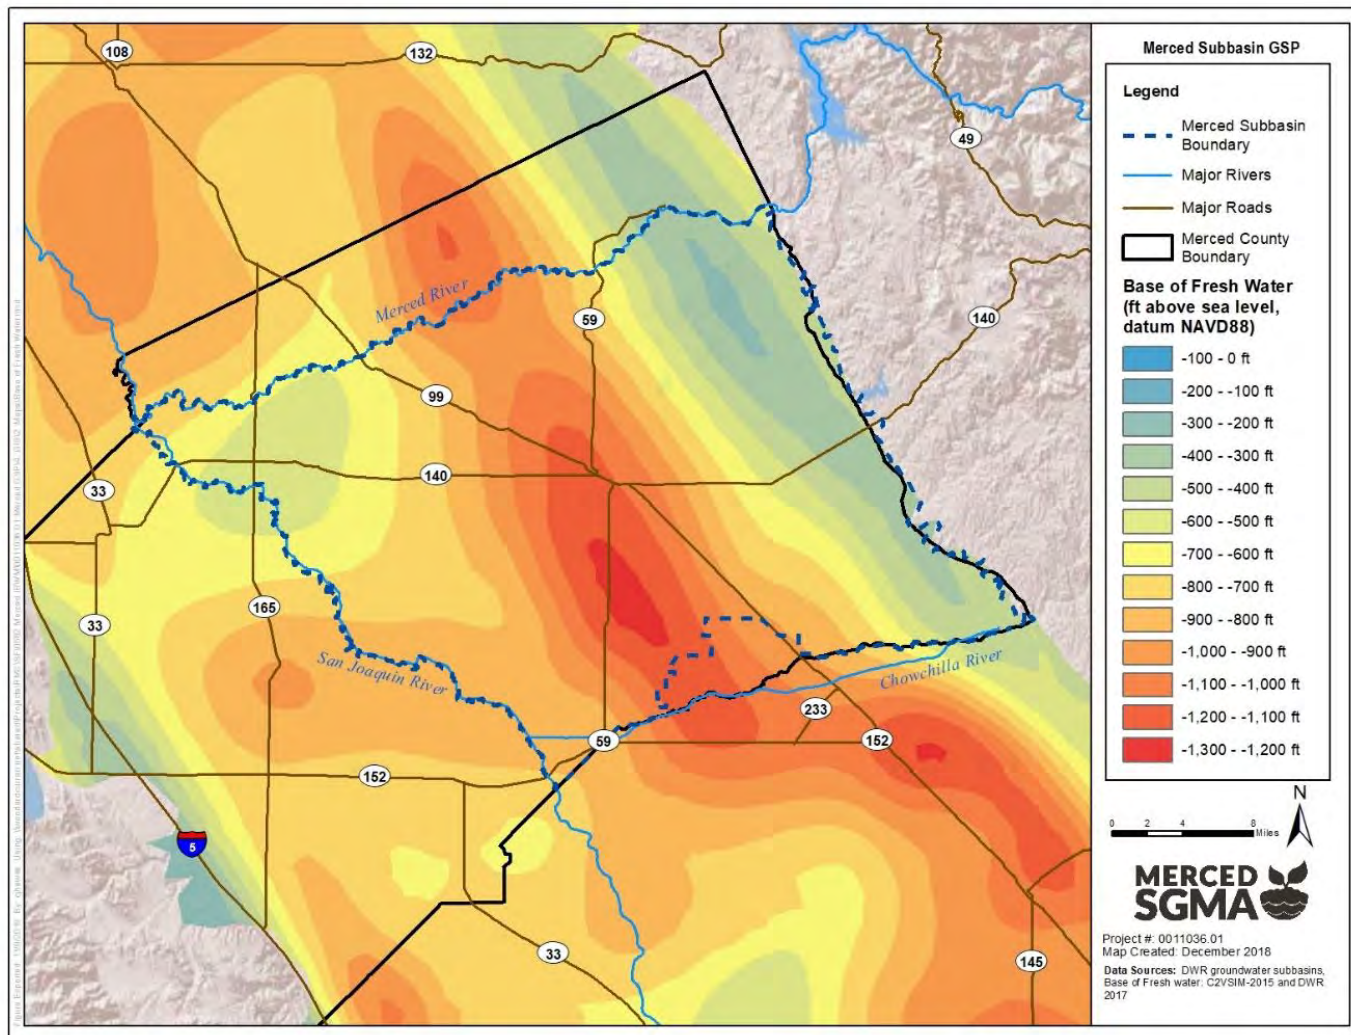 Merced Subbasin GSP
Legend
Merced Subbasin
Boundary
Major Rivers
Major Roads
Merced County
Boundary
Base of Fresh Water
(ft above sea level,
datum NAVD88)
-100 - 0 ft
-200 - -100 ft
-300 - -200 ft
-400 - -300 ft
-500 - -400 ft
-600 - -500 ft
-700 - -600 ft
-800 - -700 ft
-900 - -800 ft
-1,000 - -900 ft
-1,100 - -1,000 ft
-1,200 - -1,100 ft
-1,300 - -1,200 ft
N
0 2 4 8 Miles
MERCED
SGMA
Project #: 0011036.01
Map Created: December 2018
Data Sources: DWR groundwater subbasins,
Base of Fresh water: C2VSIM-2015 and DWR
2017
108
132
49
Merced River
59
140
99
140
33
165
33
San Joaquin River
Chowchilla River
233
59
152
152
5
33
145